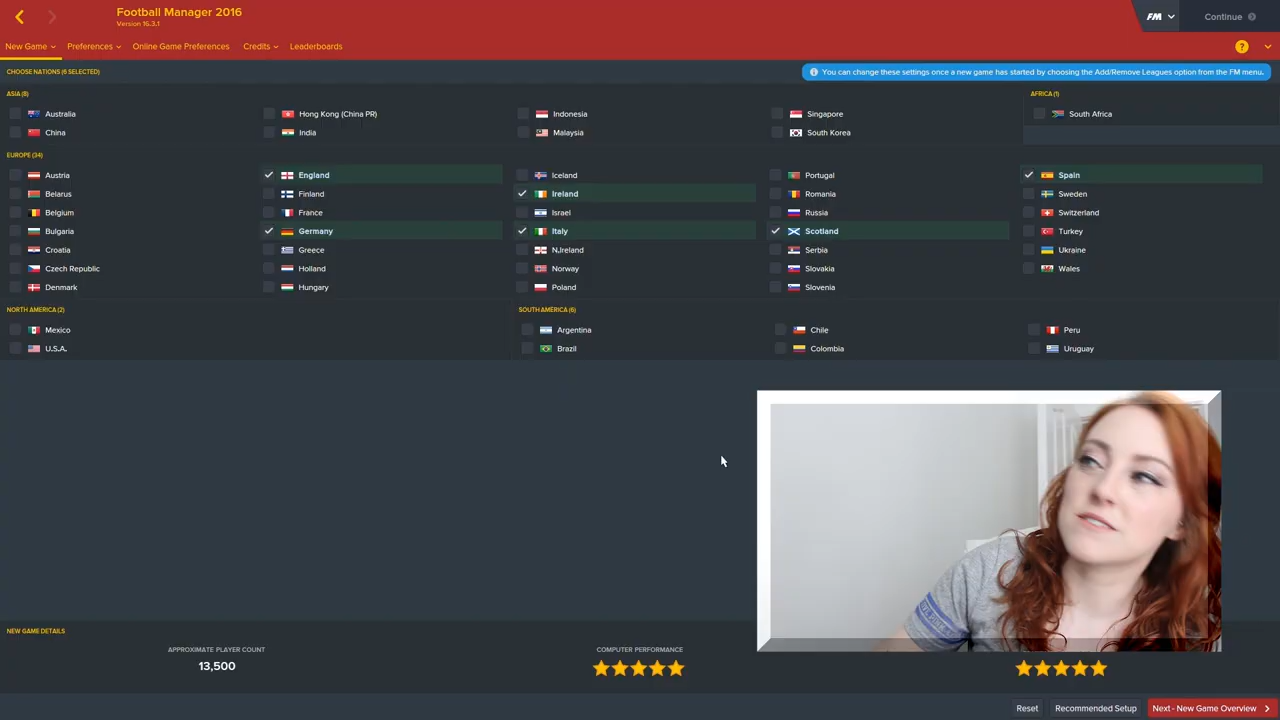 Football Manager 2016
Version 16.3.1
FM
Continue
New Game Preferences Online Game Preferences Credits Leaderboards
?
CHOOSE NATIONS (6 SELECTED)
You can change these settings once a new game has started by choosing the Add/Remove Leagues option from the FM menu.
ASIA (8)
AFRICA (1)
Australia Hong Kong (China PR) Indonesia Singapore South Africa
China India Malaysia South Korea
EUROPE (34)
Austria England Iceland Portugal Spain
Belarus Finland Ireland Romania Sweden
Belgium France Israel Russia Switzerland
Bulgaria Germany Italy Scotland Turkey
Croatia Greece N.Ireland Serbia Ukraine
Czech Republic Holland Norway Slovakia Wales
Denmark Hungary Poland Slovenia
NORTH AMERICA (2) SOUTH AMERICA (6)
Mexico Argentina Chile Peru
U.S.A. Brazil Colombia Uruguay
NEW GAME DETAILS
APPROXIMATE PLAYER COUNT COMPUTER PERFORMANCE
13,500
Reset Recommended Setup Next - New Game Overview